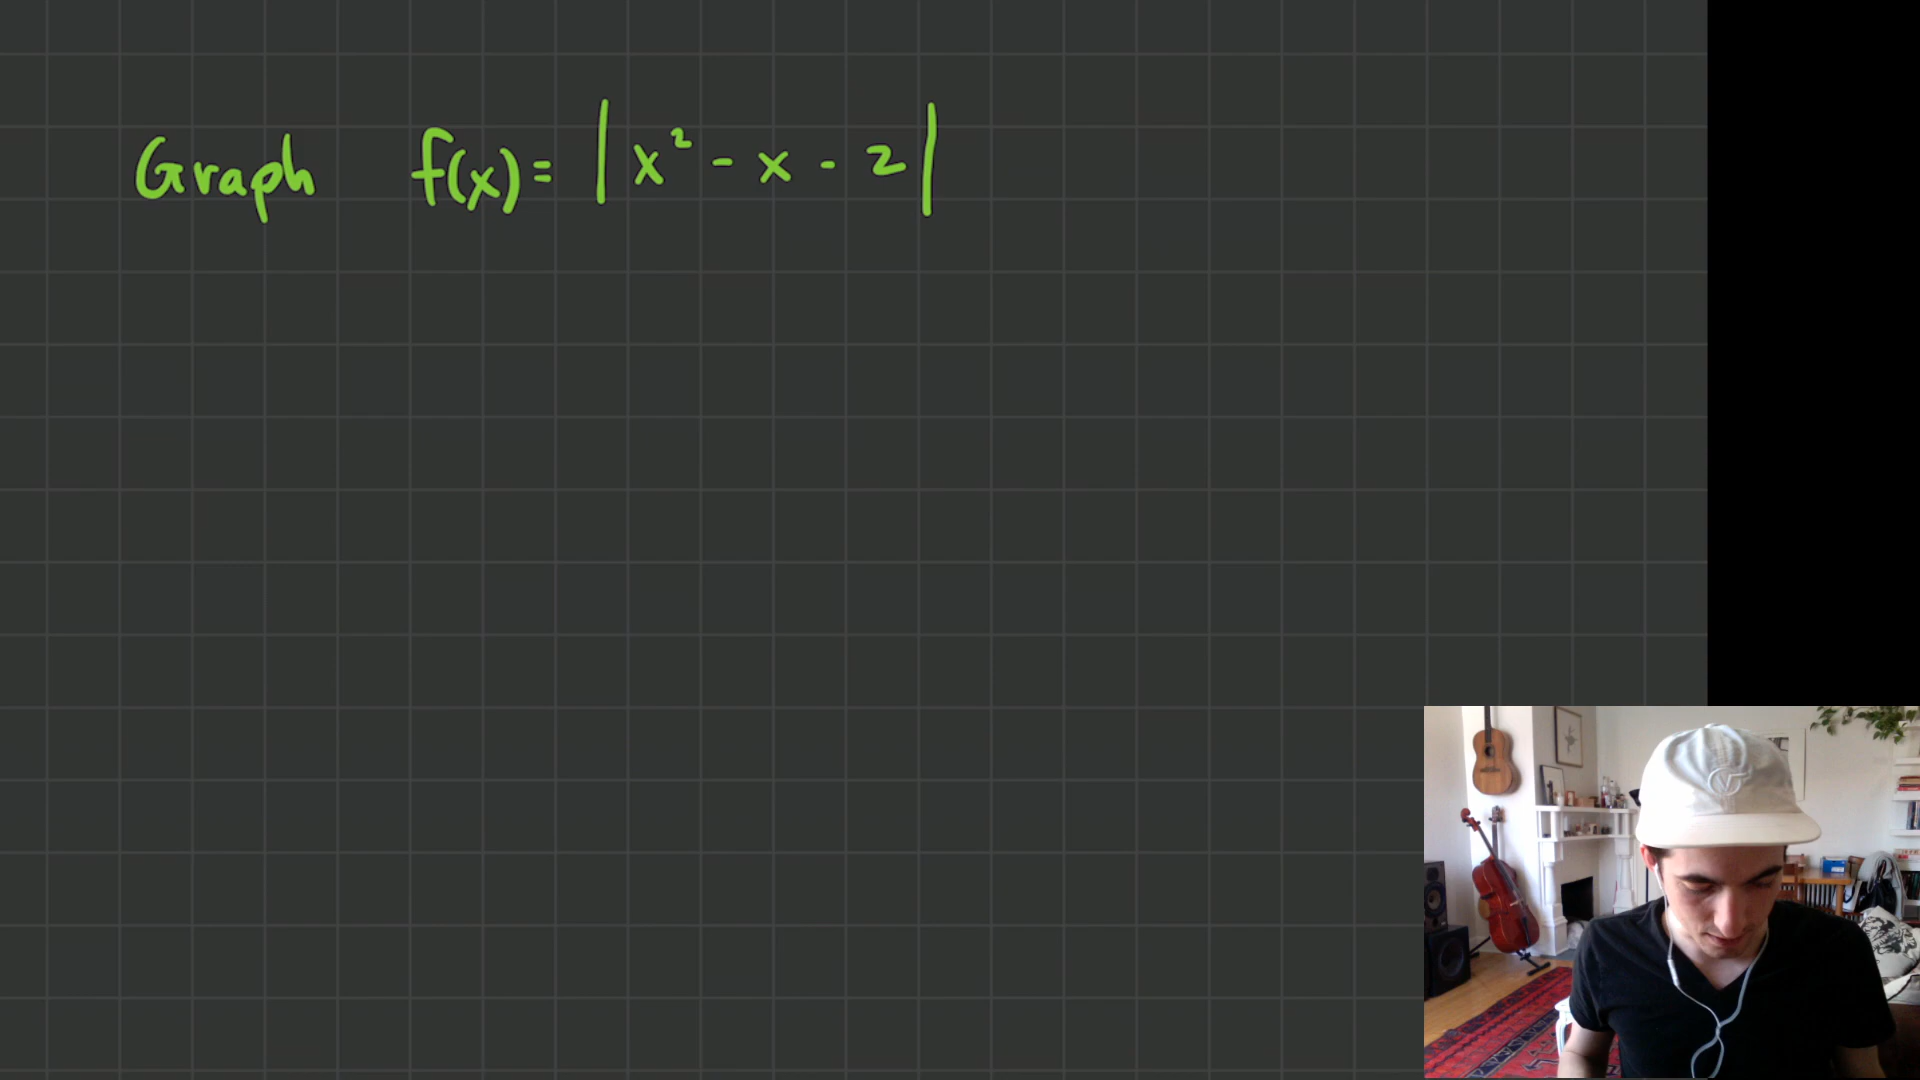 Graph f(x) = | x² - x - 2 |